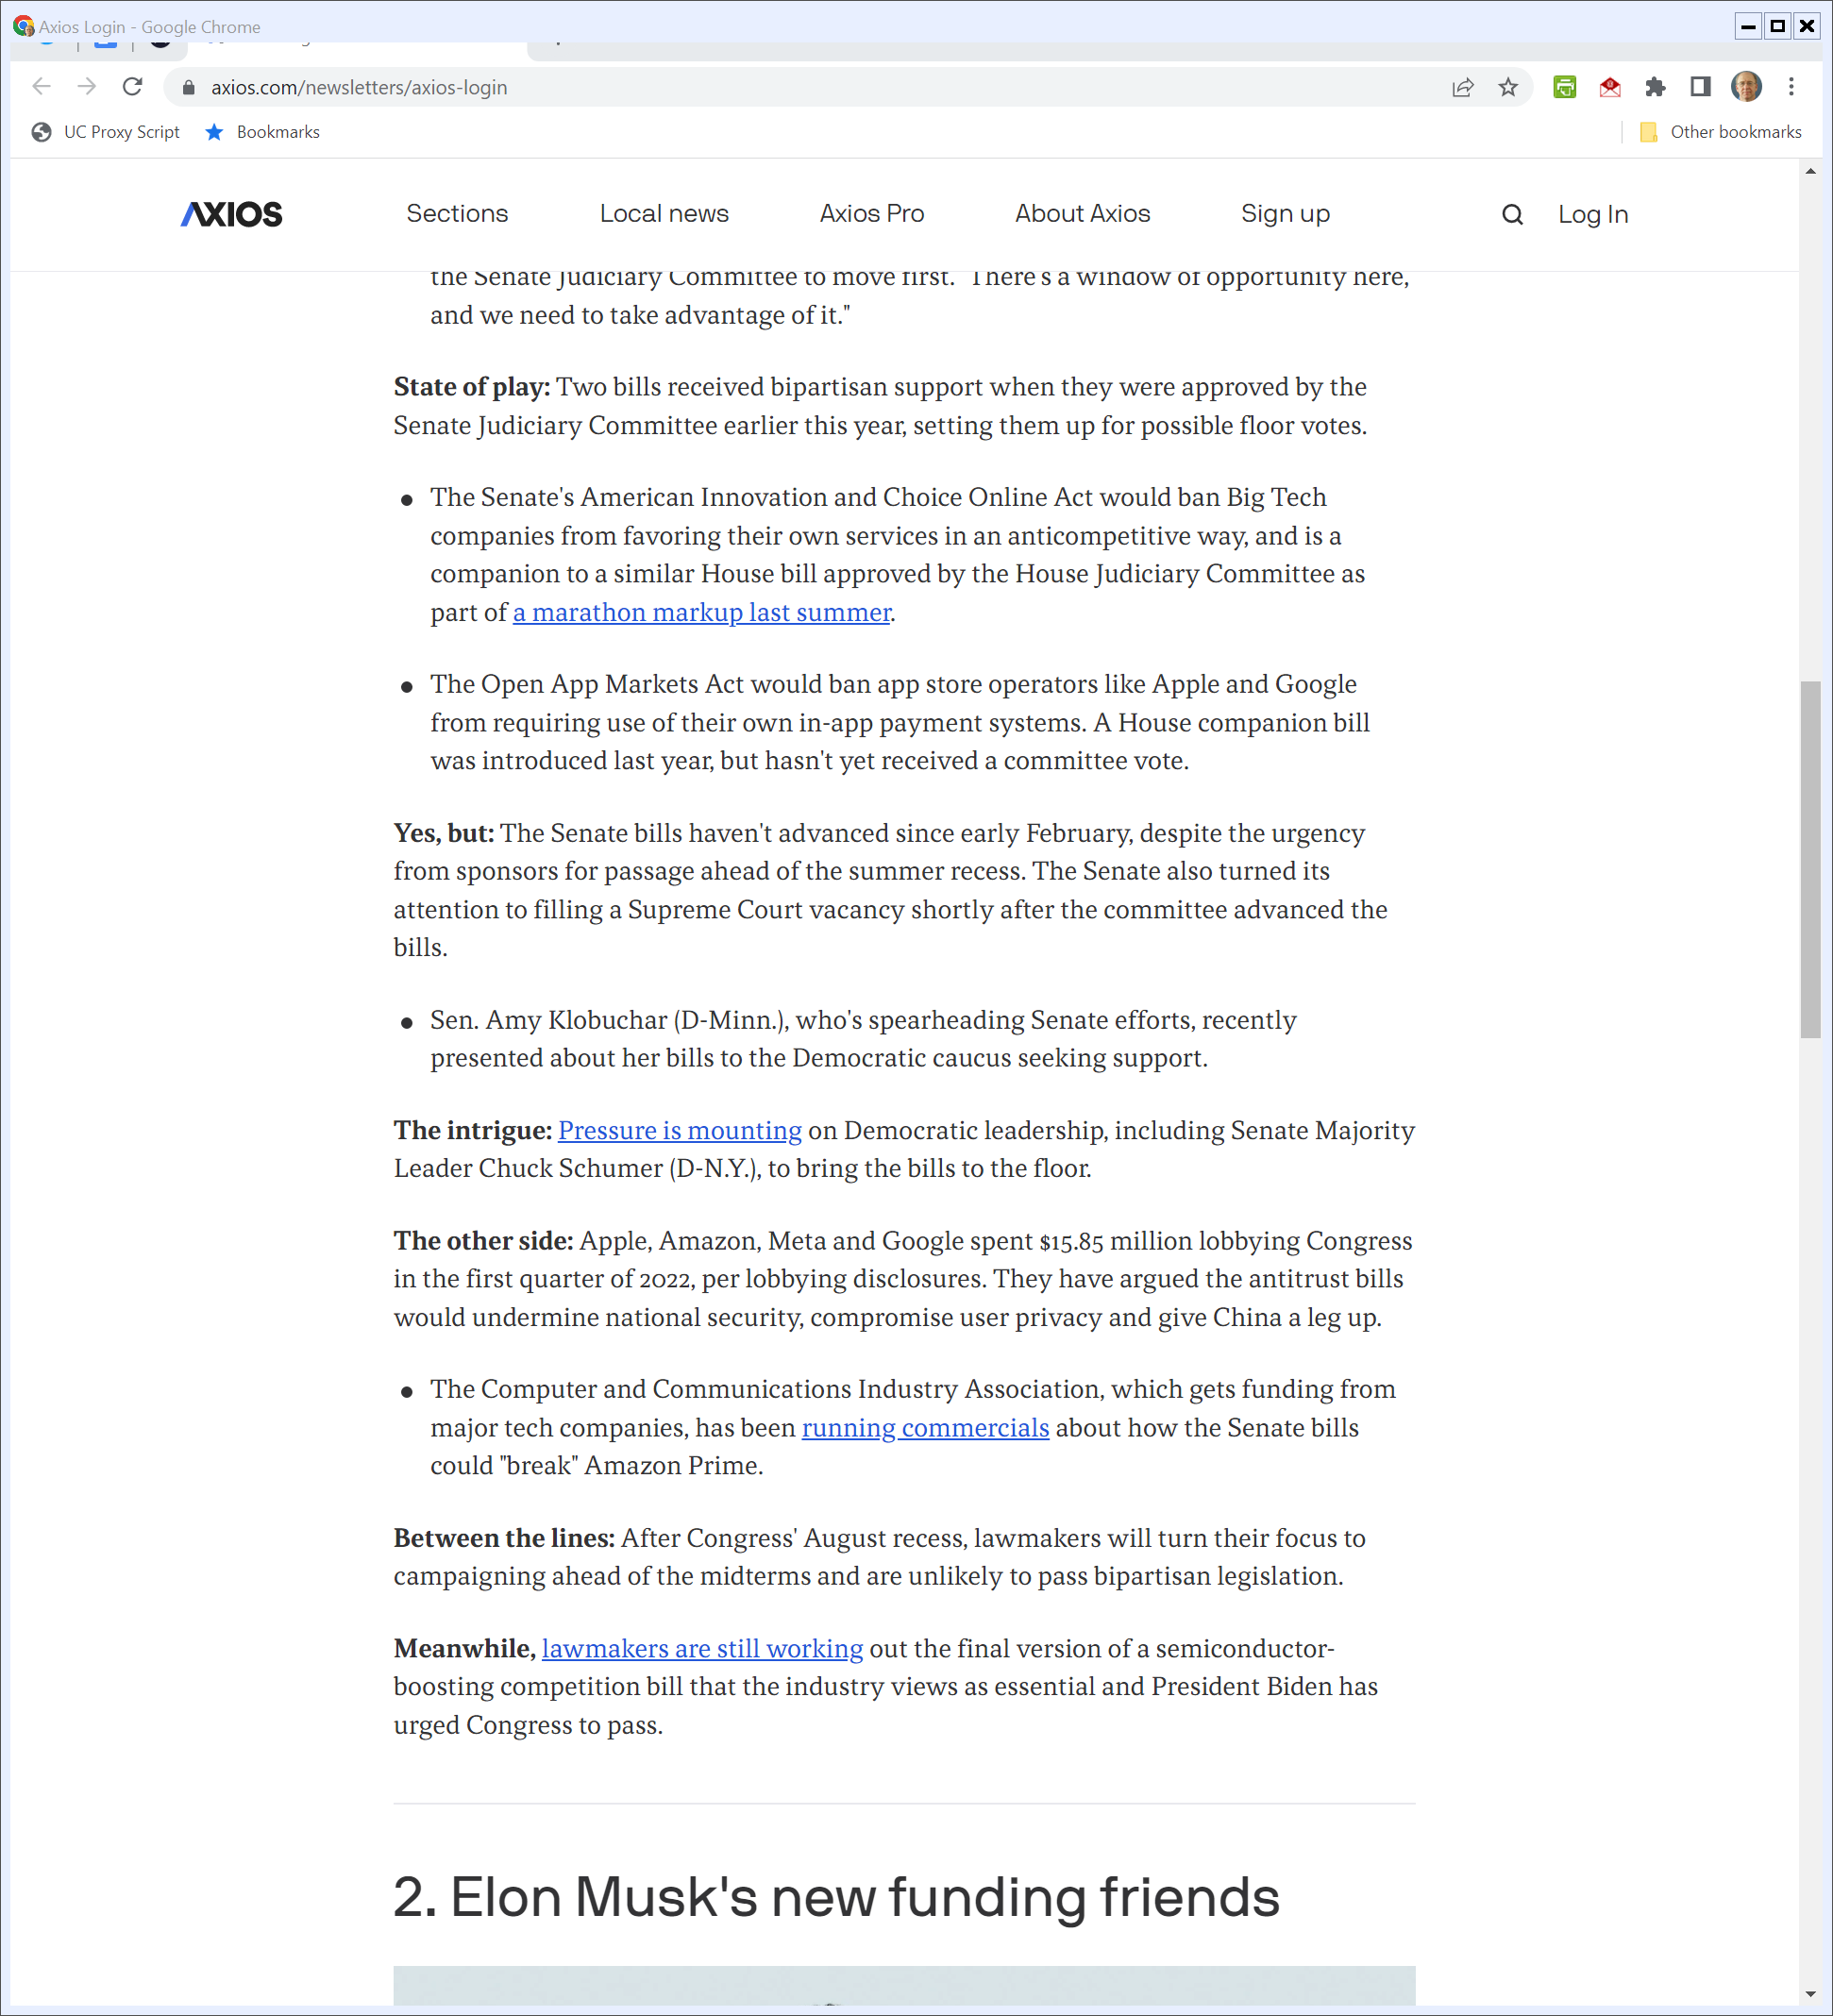 Axios Login - Google Chrome
axios.com/newsletters/axios-login
UC Proxy Script
Bookmarks
Other bookmarks
AXIOS
Sections
Local news
Axios Pro
About Axios
Sign up
Log In
the Senate Judiciary Committee to move first. "There's a window of opportunity here,
and we need to take advantage of it."
State of play: Two bills received bipartisan support when they were approved by the
Senate Judiciary Committee earlier this year, setting them up for possible floor votes.
• The Senate's American Innovation and Choice Online Act would ban Big Tech
companies from favoring their own services in an anticompetitive way, and is a
companion to a similar House bill approved by the House Judiciary Committee as
part of a marathon markup last summer.
• The Open App Markets Act would ban app store operators like Apple and Google
from requiring use of their own in-app payment systems. A House companion bill
was introduced last year, but hasn't yet received a committee vote.
Yes, but: The Senate bills haven't advanced since early February, despite the urgency
from sponsors for passage ahead of the summer recess. The Senate also turned its
attention to filling a Supreme Court vacancy shortly after the committee advanced the
bills.
• Sen. Amy Klobuchar (D-Minn.), who's spearheading Senate efforts, recently
presented about her bills to the Democratic caucus seeking support.
The intrigue: Pressure is mounting on Democratic leadership, including Senate Majority
Leader Chuck Schumer (D-N.Y.), to bring the bills to the floor.
The other side: Apple, Amazon, Meta and Google spent $15.85 million lobbying Congress
in the first quarter of 2022, per lobbying disclosures. They have argued the antitrust bills
would undermine national security, compromise user privacy and give China a leg up.
• The Computer and Communications Industry Association, which gets funding from
major tech companies, has been running commercials about how the Senate bills
could "break" Amazon Prime.
Between the lines: After Congress' August recess, lawmakers will turn their focus to
campaigning ahead of the midterms and are unlikely to pass bipartisan legislation.
Meanwhile, lawmakers are still working out the final version of a semiconductor-
boosting competition bill that the industry views as essential and President Biden has
urged Congress to pass.
2. Elon Musk's new funding friends